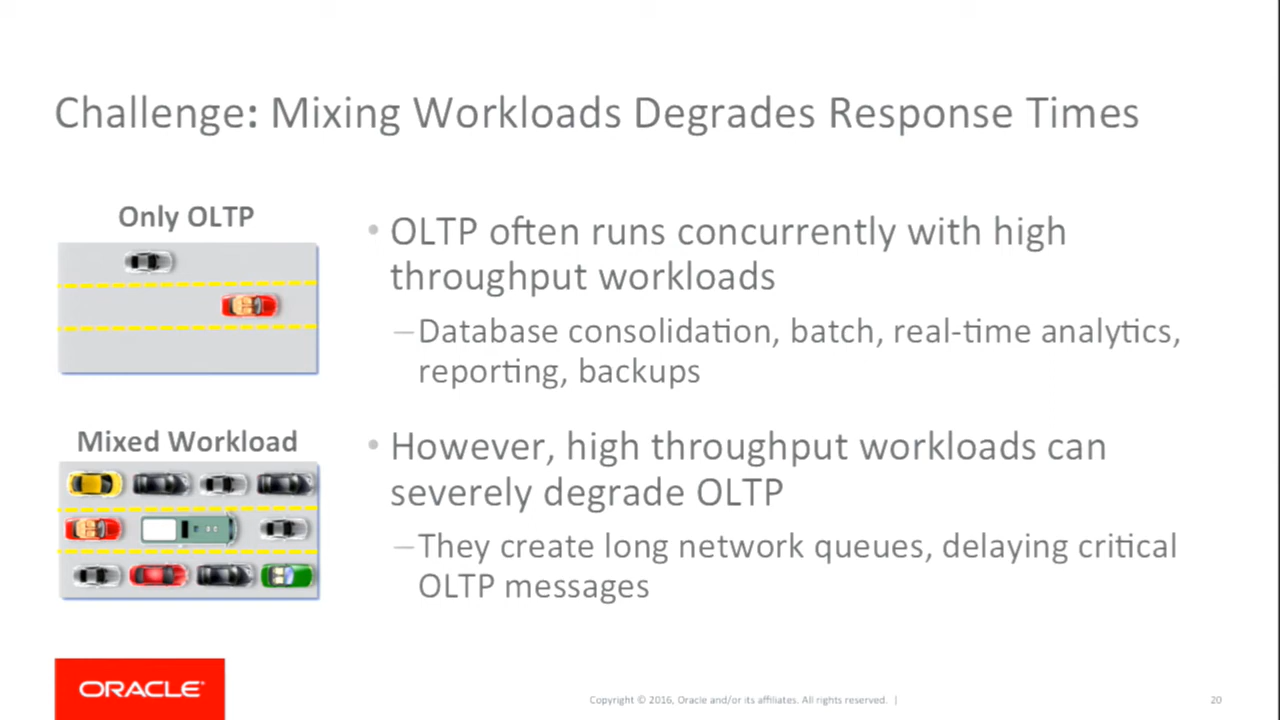 Challenge: Mixing Workloads Degrades Response Times
Only OLTP
• OLTP often runs concurrently with high
throughput workloads
–Database consolidation, batch, real-time analytics,
reporting, backups
Mixed Workload
• However, high throughput workloads can
severely degrade OLTP
–They create long network queues, delaying critical
OLTP messages
ORACLE®
Copyright © 2016, Oracle and/or its affiliates. All rights reserved. |
20